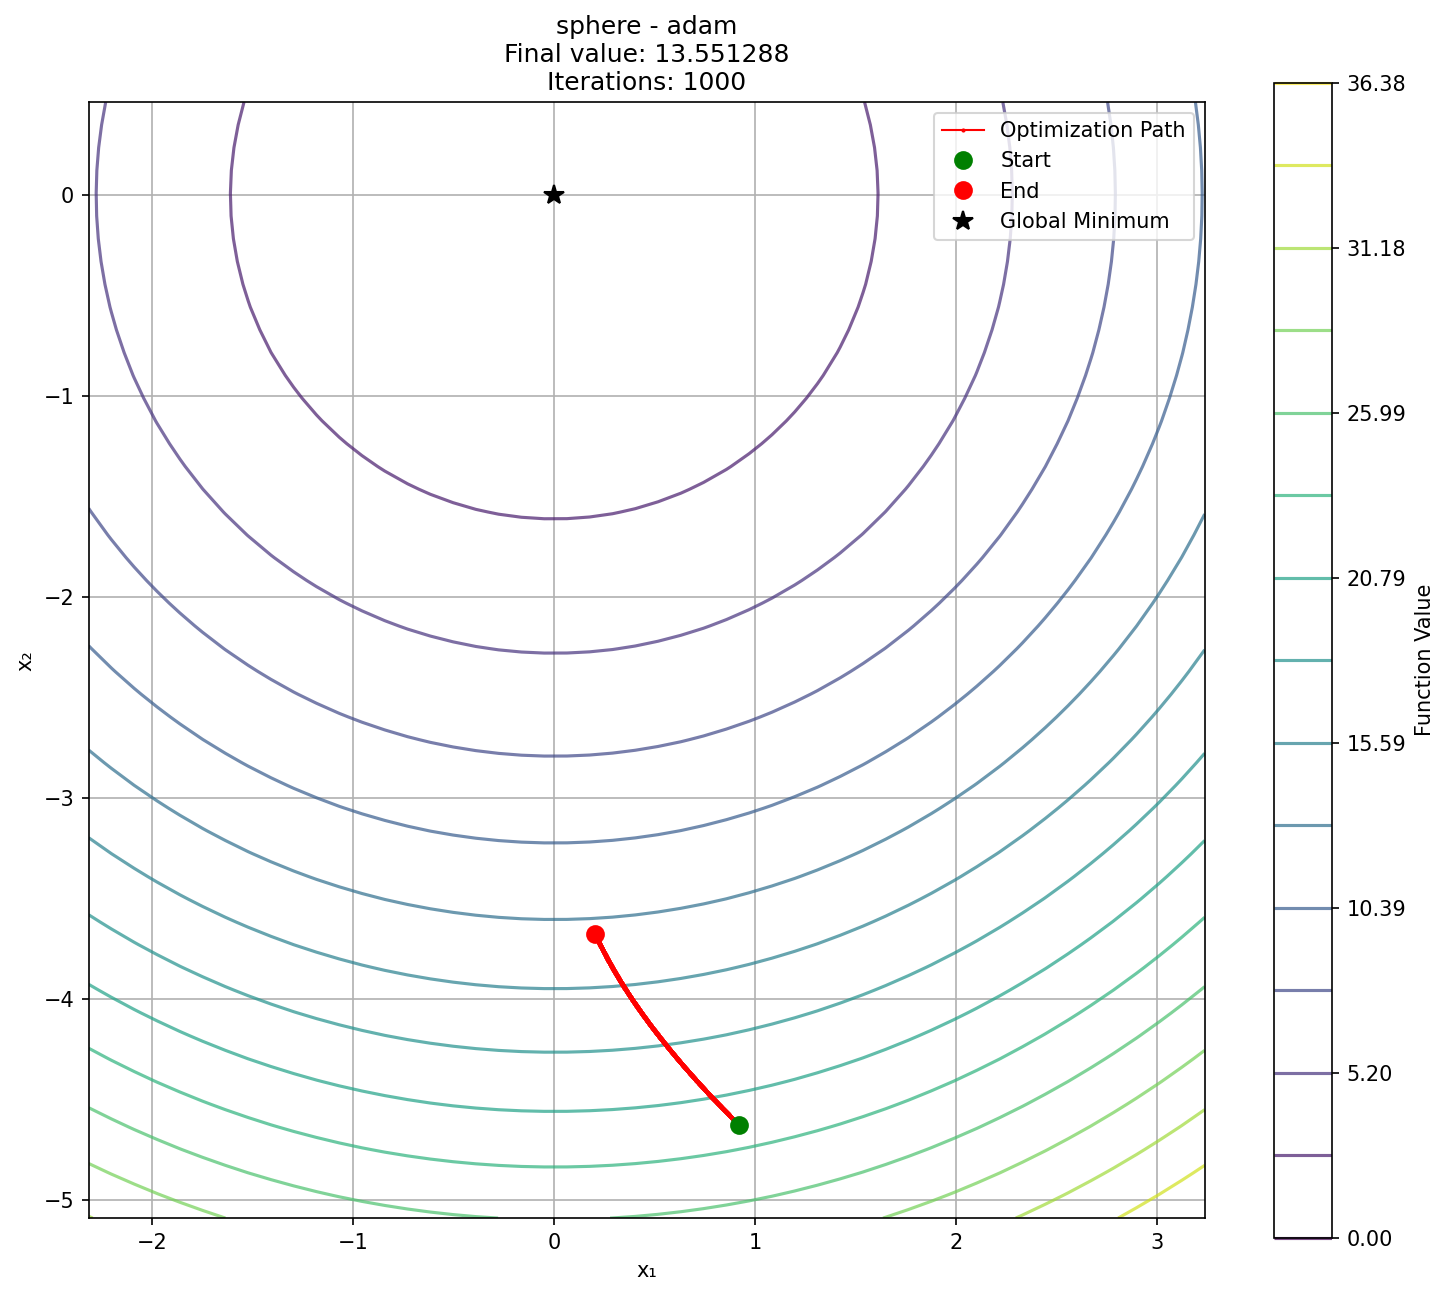 sphere - adam
Final value: 13.551288
Iterations: 1000
Optimization Path
Start
End
Global Minimum
0
−1
−2
−3
−4
−5
x₂
−2
−1
0
1
2
3
x₁
36.38
31.18
25.99
20.79
15.59
10.39
5.20
0.00
Function Value